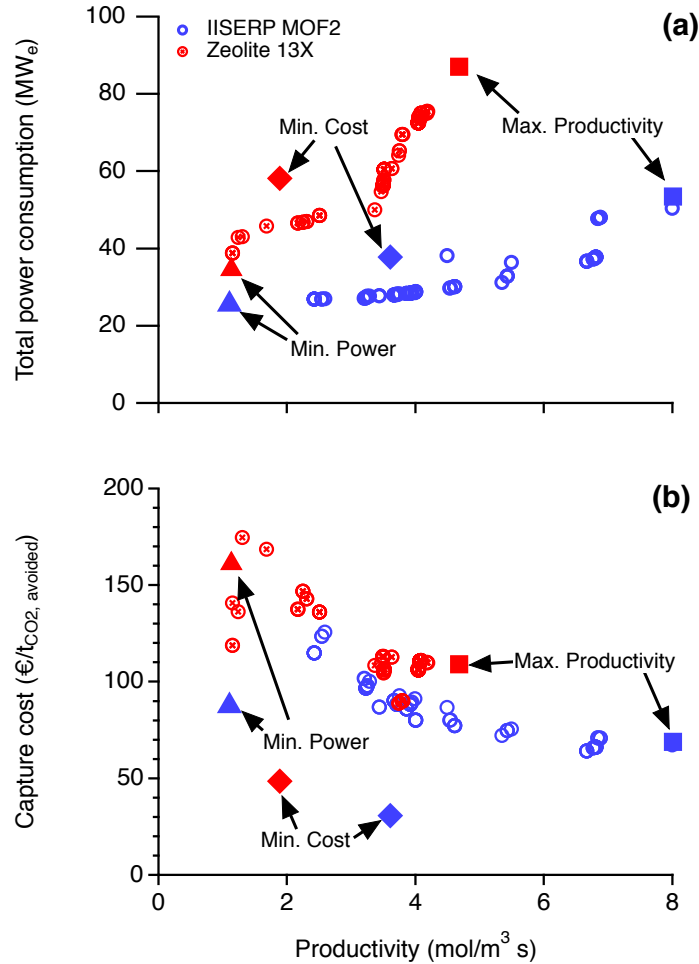 (a)
IISERP MOF2
Zeolite 13X
Total power consumption (MWe)
100
80
60
40
20
0
Min. Cost
Max. Productivity
Min. Power
(b)
Capture cost (€/tCO2, avoided)
200
150
100
50
0
Max. Productivity
Min. Power
Min. Cost
0 2 4 6 8
Productivity (mol/m³ s)